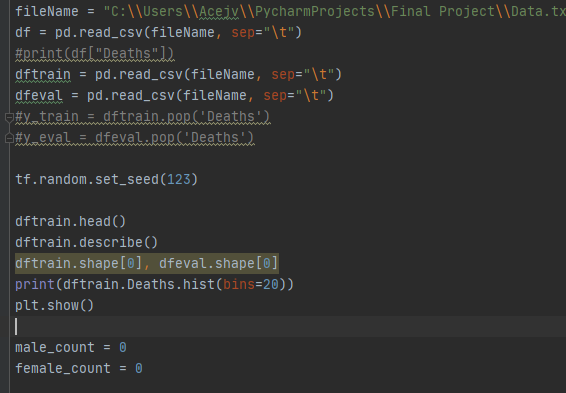 fileName = "C:\\Users\\Acejv\\PycharmProjects\\Final Project\\Data.tx
df = pd.read_csv(fileName, sep="\t")
#print(df["Deaths"])
dftrain = pd.read_csv(fileName, sep="\t")
dfeval = pd.read_csv(fileName, sep="\t")
#y_train = dftrain.pop('Deaths')
#y_eval = dfeval.pop('Deaths')
tf.random.set_seed(123)
dftrain.head()
dftrain.describe()
dftrain.shape[0], dfeval.shape[0]
print(dftrain.Deaths.hist(bins=20))
plt.show()
male_count = 0
female_count = 0